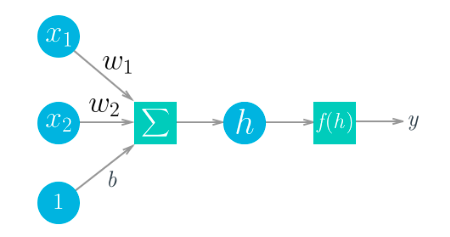 x₁
w₁
w₂
x₂
∑
h
f(h)
y
b
1